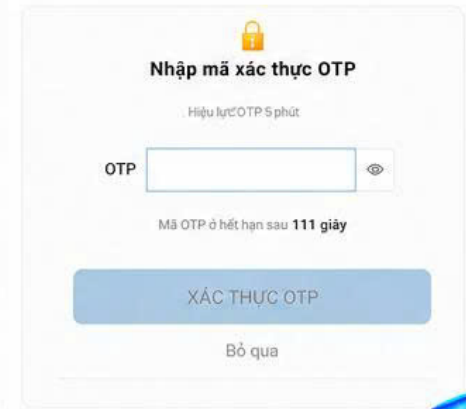 Nhập mã xác thực OTP
Hiệu lực OTP 5 phút
OTP
Mã OTP ở hết hạn sau 111 giây
XÁC THỰC OTP
Bỏ qua